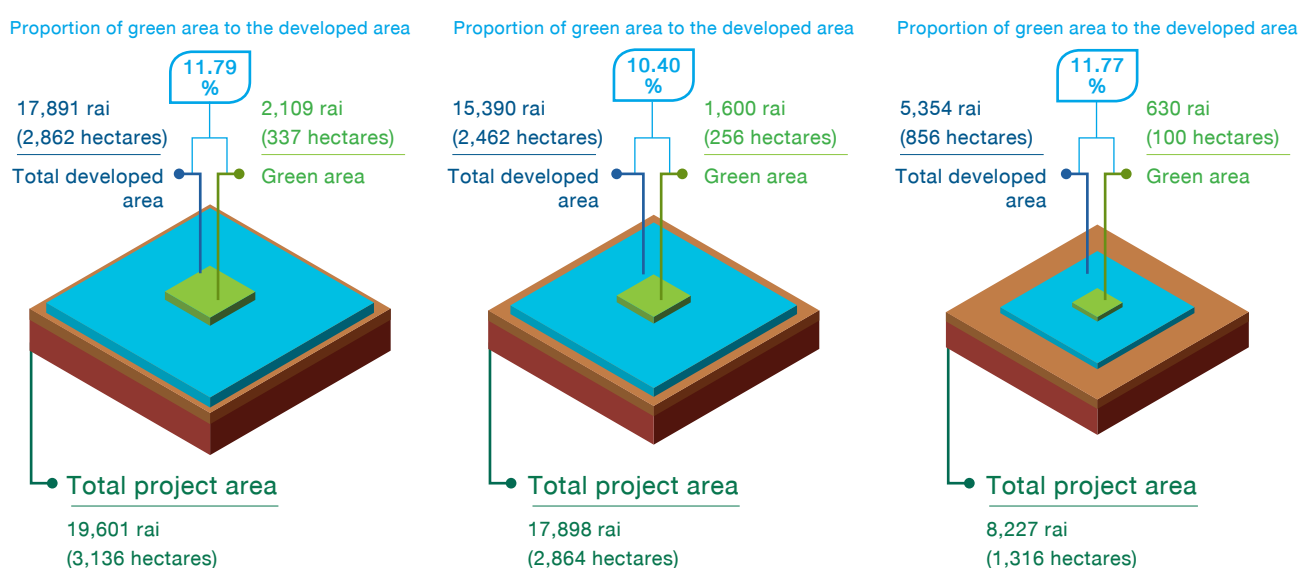 Proportion of green area to the developed area
11.79
%
17,891 rai
(2,862 hectares)
Total developed
area
2,109 rai
(337 hectares)
Green area
Total project area
19,601 rai
(3,136 hectares)
Proportion of green area to the developed area
10.40
%
15,390 rai
(2,462 hectares)
Total developed
area
1,600 rai
(256 hectares)
Green area
Total project area
17,898 rai
(2,864 hectares)
Proportion of green area to the developed area
11.77
%
5,354 rai
(856 hectares)
Total developed
area
630 rai
(100 hectares)
Green area
Total project area
8,227 rai
(1,316 hectares)